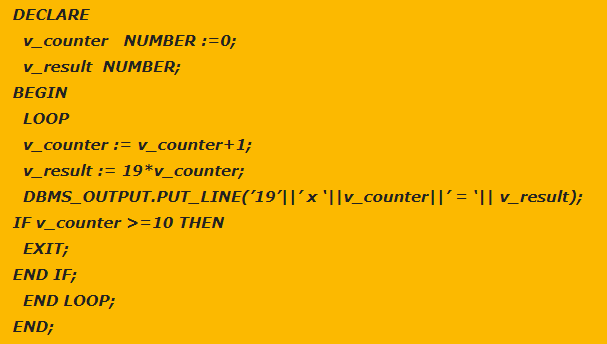 DECLARE
v_counter NUMBER :=0;
v_result NUMBER;
BEGIN
LOOP
v_counter := v_counter+1;
v_result := 19*v_counter;
DBMS_OUTPUT.PUT_LINE(’19′||’ x ‘||v_counter||’ = ‘|| v_result);
IF v_counter >=10 THEN
EXIT;
END IF;
END LOOP;
END;